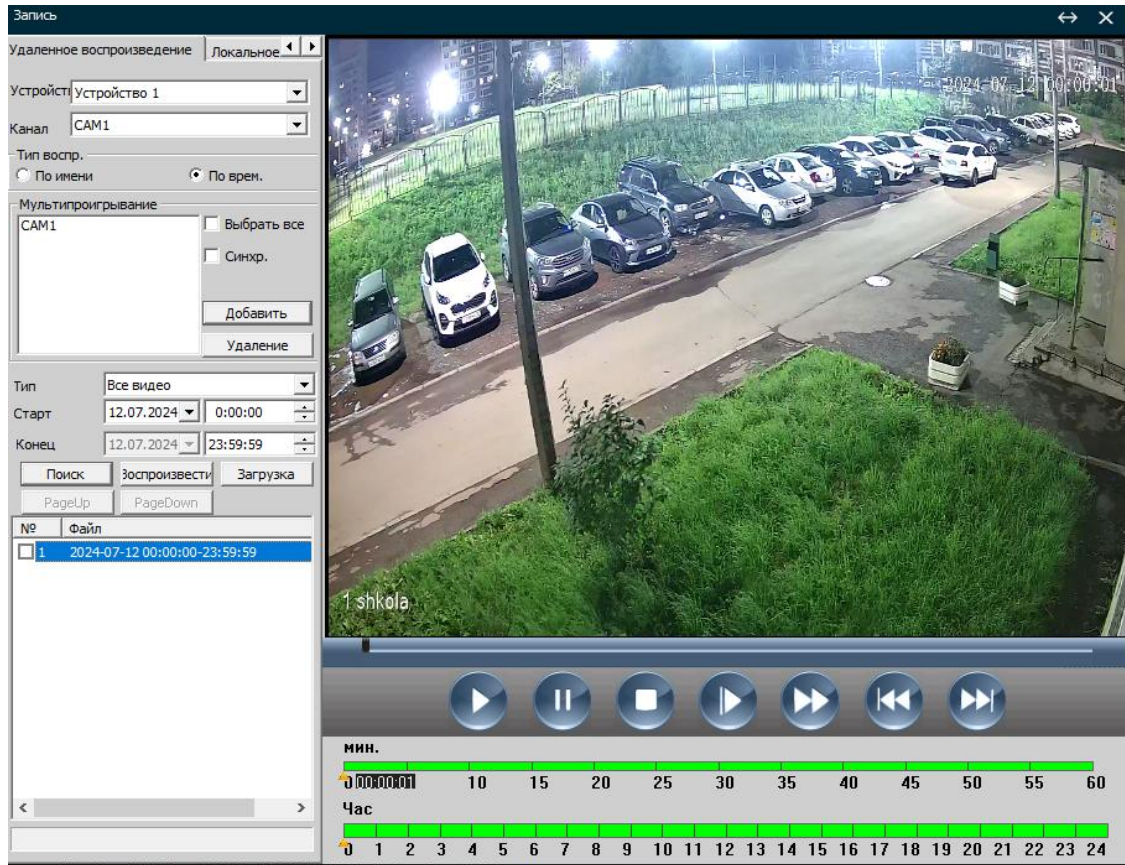 Запись
Удаленное воспроизведение Локальное
Устройст Устройство 1
Канал CAM1
Тип воспр.
По имени По врем.
Мультипроигрывание
CAM1
Выбрать все
Синхр.
Добавить
Удаление
Тип Все видео
Старт 12.07.2024 0:00:00
Конец 12.07.2024 23:59:59
Поиск Воспроизвести Загрузка
PageUp PageDown
№ Файл
1 2024-07-12 00:00:00-23:59:59
2024-07-12 00:00:01
1 shkola
мин.
0 00:00:01 10 15 20 25 30 35 40 45 50 55 60
Час
0 1 2 3 4 5 6 7 8 9 10 11 12 13 14 15 16 17 18 19 20 21 22 23 24